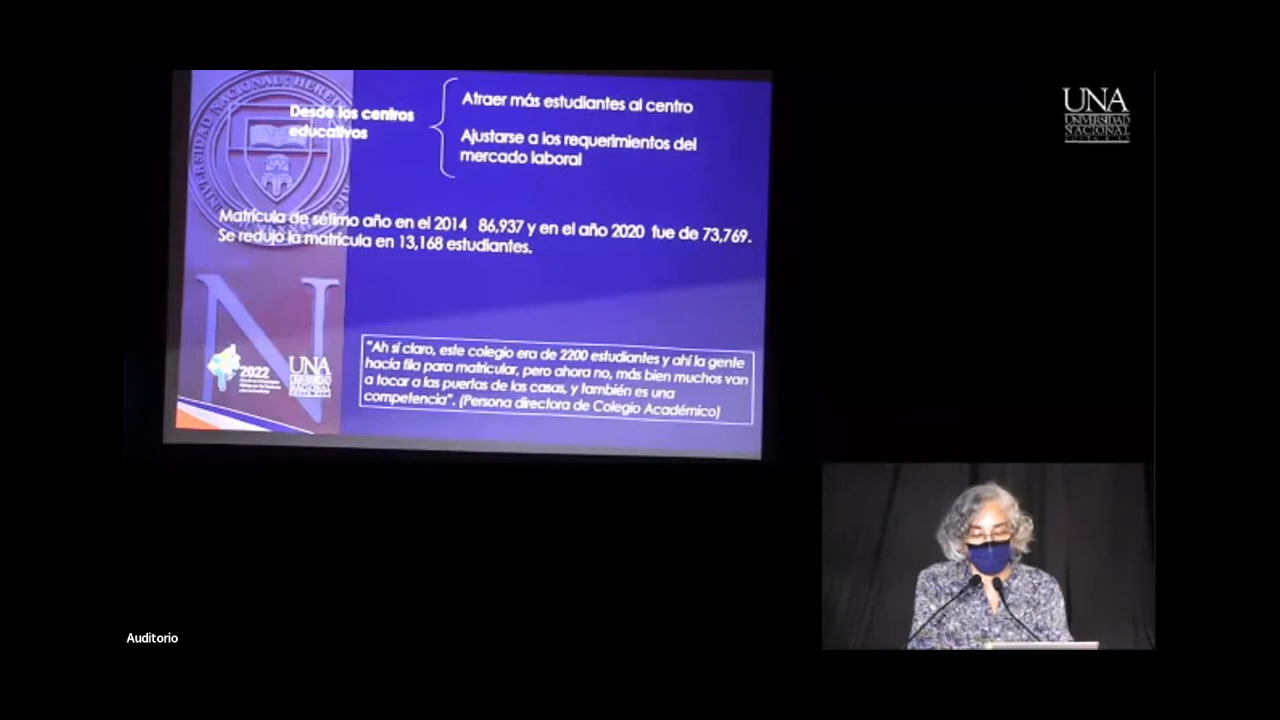 Desde los centros
educativos
Atraer más estudiantes al centro
Ajustarse a los requerimientos del
mercado laboral
Matrícula de sétimo año en el 2014 86,937 y en el año 2020 fue de 73,769.
Se redujo la matrícula en 13,168 estudiantes.
"Ah sí claro, este colegio era de 2200 estudiantes y ahí la gente
hacía fila para matricular, pero ahora no, más bien muchos van
a tocar a las puertas de las casas, y también es una
competencia". (Persona directora de Colegio Académico)
N
2022
UNA
UNA
UNIVERSIDAD
NACIONAL
Auditorio